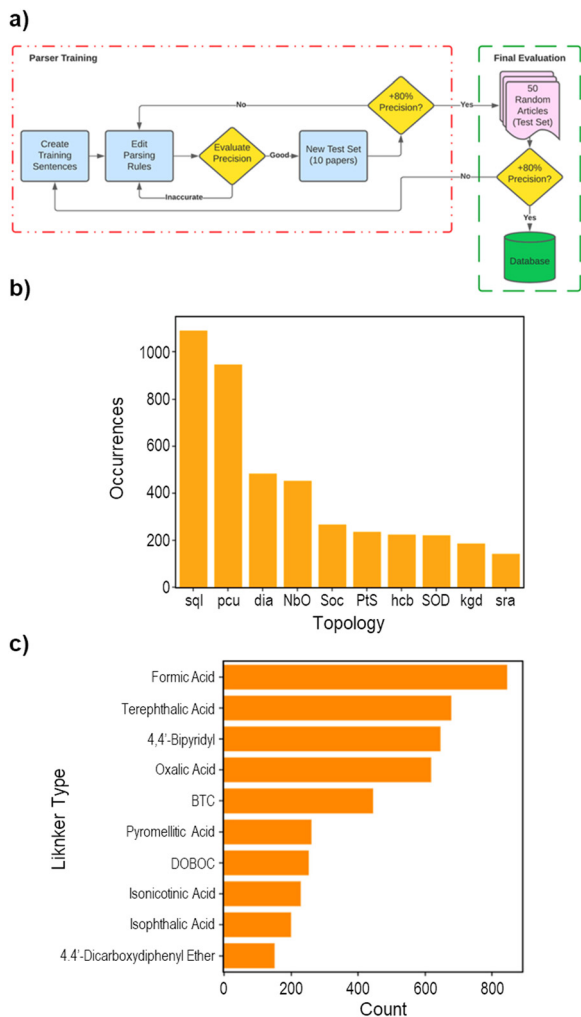 a)
Parser Training
Final Evaluation
50
Random
Articles
(Test Set)
+80%
Precision?
No
Yes
Create
Training
Sentences
Edit
Parsing
Rules
Evaluate
Precision
Good
New Test Set
(10 papers)
No
+80%
Precision?
Inaccurate
Yes
Database
b)
Occurrences
1000
800
600
400
200
0
sql pcu dia NbO Soc PtS hcb SOD kgd sra
Topology
c)
Liknker Type
Formic Acid
Terephthalic Acid
4,4'-Bipyridyl
Oxalic Acid
BTC
Pyromellitic Acid
DOBOC
Isonicotinic Acid
Isophthalic Acid
4.4'-Dicarboxydiphenyl Ether
0 200 400 600 800
Count